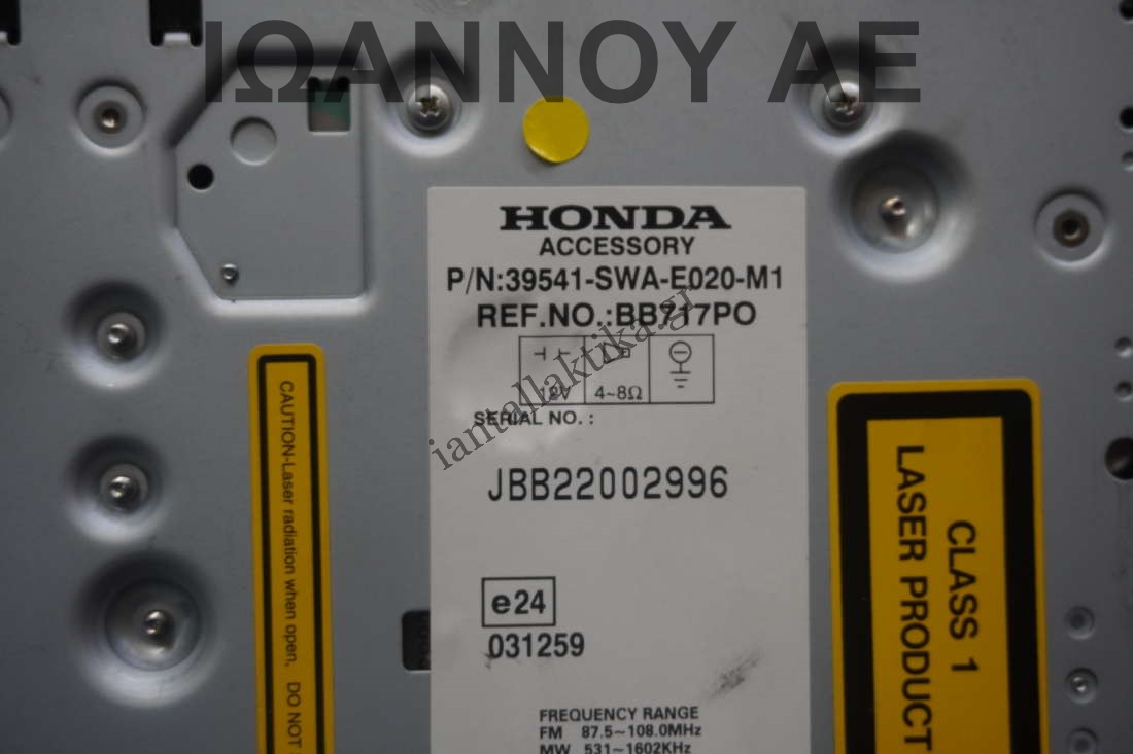 ΙΩΑΝΝΟΥ ΑΕ
HONDA
ACCESSORY
P/N:39541-SWA-E020-M1
REF.NO.:BB717PO
4~8Ω
SERIAL NO. :
iantallaktika.gr
JBB22002996
e24
031259
FREQUENCY RANGE
FM 87.5~108.0MHz
MW 531~1602KHz
CAUTION-Laser radiation when open. DO NOT
CLASS 1
LASER PRODUCT